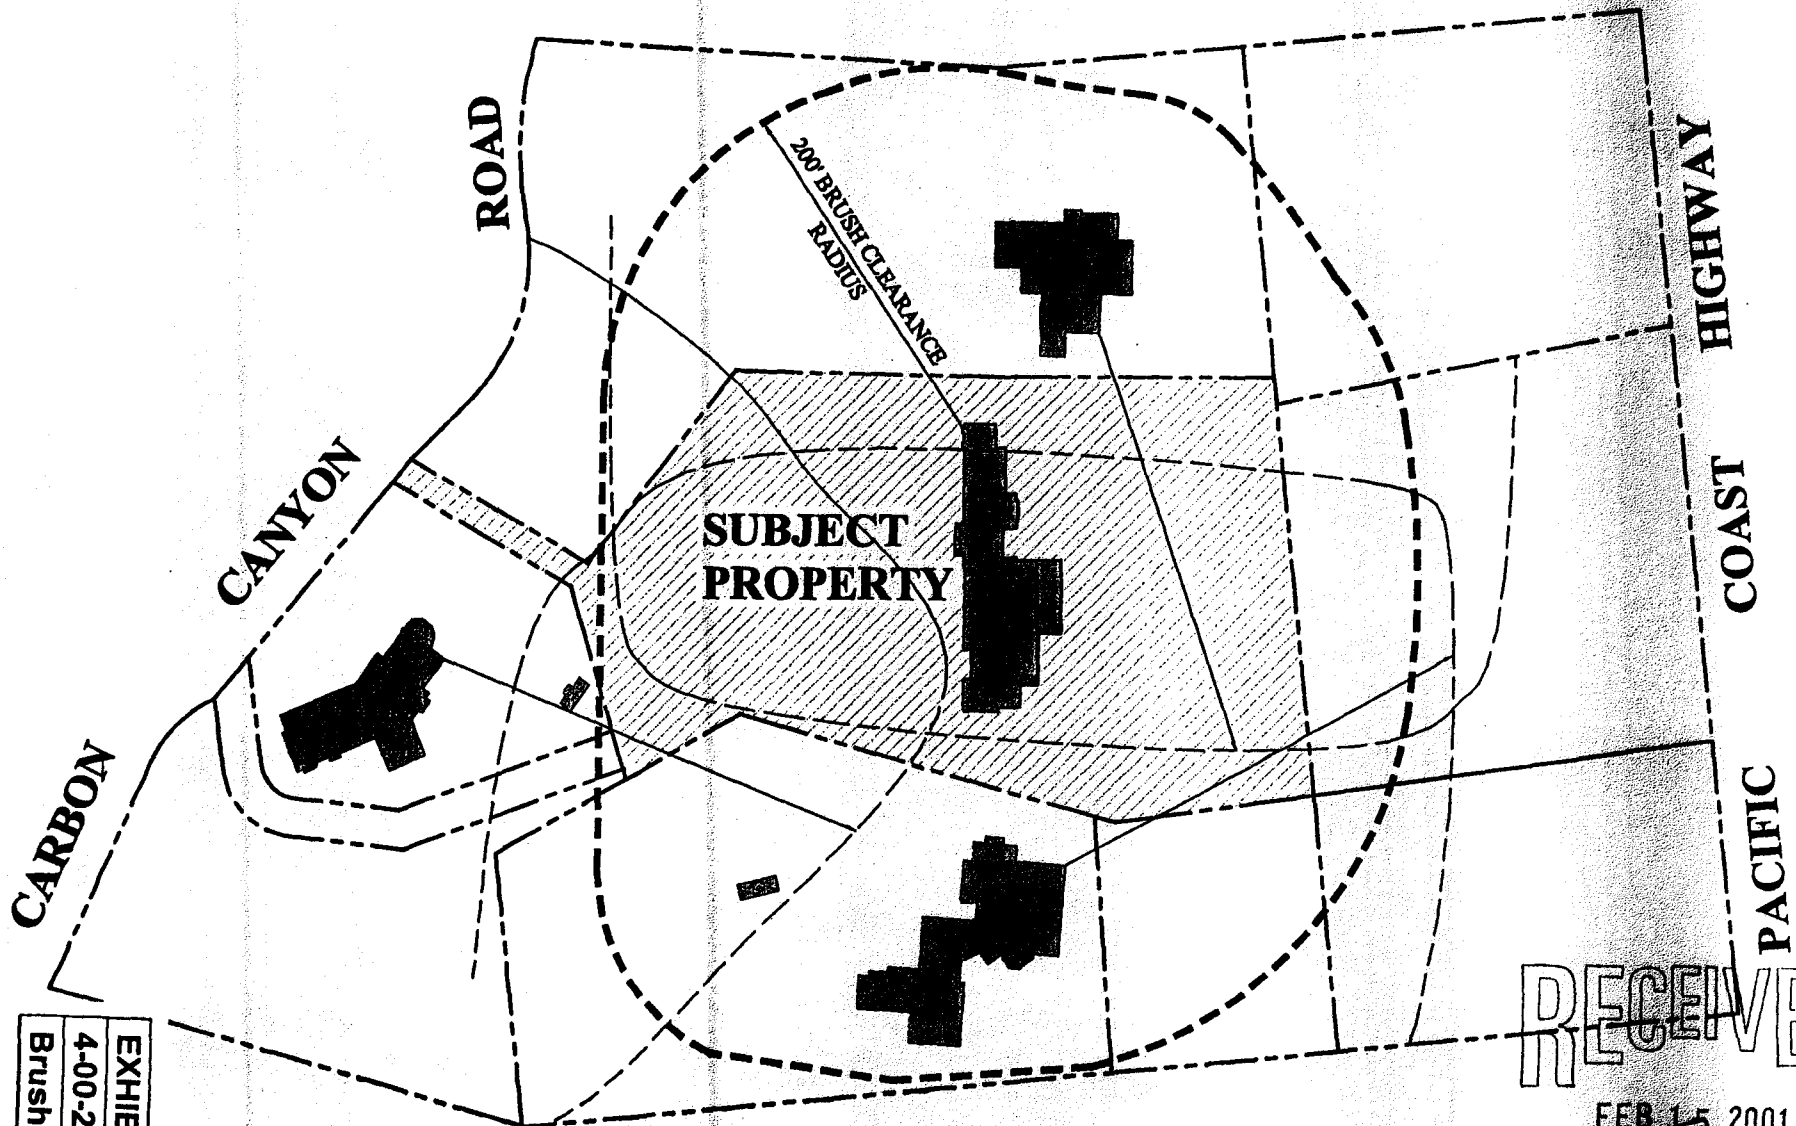 ROAD
CANYON
CARBON
200' BRUSH CLEARANCE
RADIUS
SUBJECT
PROPERTY
HIGHWAY
COAST
PACIFIC
4-00-2
Brush
FEB 15 2001